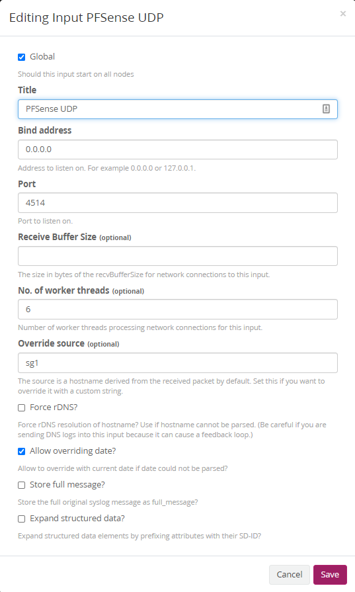 Editing Input PFSense UDP
×
Global
Should this input start on all nodes
Title
PFSense UDP
Bind address
0.0.0.0
Address to listen on. For example 0.0.0.0 or 127.0.0.1.
Port
4514
Port to listen on.
Receive Buffer Size (optional)
The size in bytes of the recvBufferSize for network connections to this input.
No. of worker threads (optional)
6
Number of worker threads processing network connections for this input.
Override source (optional)
sg1
The source is a hostname derived from the received packet by default. Set this if you want
to override it with a custom string.
Force rDNS?
Force rDNS resolution of hostname? Use if hostname cannot be parsed. (Be careful if you are
sending DNS logs into this input because it can cause a feedback loop.)
Allow overriding date?
Allow to override with current date if date could not be parsed?
Store full message?
Store the full original syslog message as full_message?
Expand structured data?
Expand structured data elements by prefixing attributes with their SD-ID?
Cancel
Save